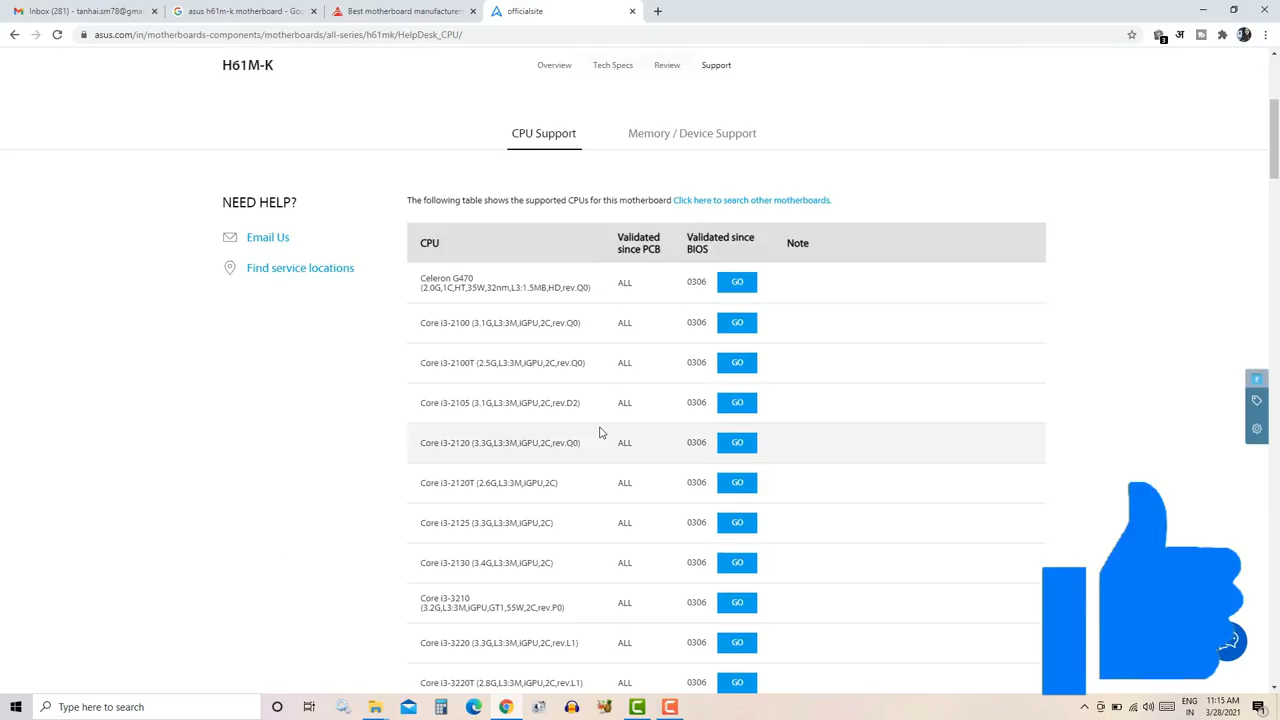 Inbox (281) - tanhai.sm78@gmai
asus h61m-k motherboard - Goo
Best motherboard manufacturers
officialsite
asus.com/in/motherboards-components/motherboards/all-series/h61mk/HelpDesk_CPU/
3
अ
H61M-K
Overview
Tech Specs
Review
Support
CPU Support
Memory / Device Support
NEED HELP?
Email Us
Find service locations
The following table shows the supported CPUs for this motherboard Click here to search other motherboards.
CPU
Validated since PCB
Validated since BIOS
Note
Celeron G470
(2.0G,1C,HT,35W,32nm,L3:1.5MB,HD,rev.Q0) ALL 0306 GO
Core i3-2100 (3.1G,L3:3M,iGPU,2C,rev.Q0) ALL 0306 GO
Core i3-2100T (2.5G,L3:3M,iGPU,2C,rev.Q0) ALL 0306 GO
Core i3-2105 (3.1G,L3:3M,iGPU,2C,rev.D2) ALL 0306 GO
Core i3-2120 (3.3G,L3:3M,iGPU,2C,rev.Q0) ALL 0306 GO
Core i3-2120T (2.6G,L3:3M,iGPU,2C) ALL 0306 GO
Core i3-2125 (3.3G,L3:3M,iGPU,2C) ALL 0306 GO
Core i3-2130 (3.4G,L3:3M,iGPU,2C) ALL 0306 GO
Core i3-3210
(3.2G,L3:3M,iGPU,GT1,55W,2C,rev.P0) ALL 0306 GO
Core i3-3220 (3.3G,L3:3M,iGPU,2C,rev.L1) ALL 0306 GO
Core i3-3220T (2.8G,L3:3M,iGPU,2C,rev.L1) ALL 0306 GO
Type here to search
ENG
IN
11:15 AM
3/28/2021
1